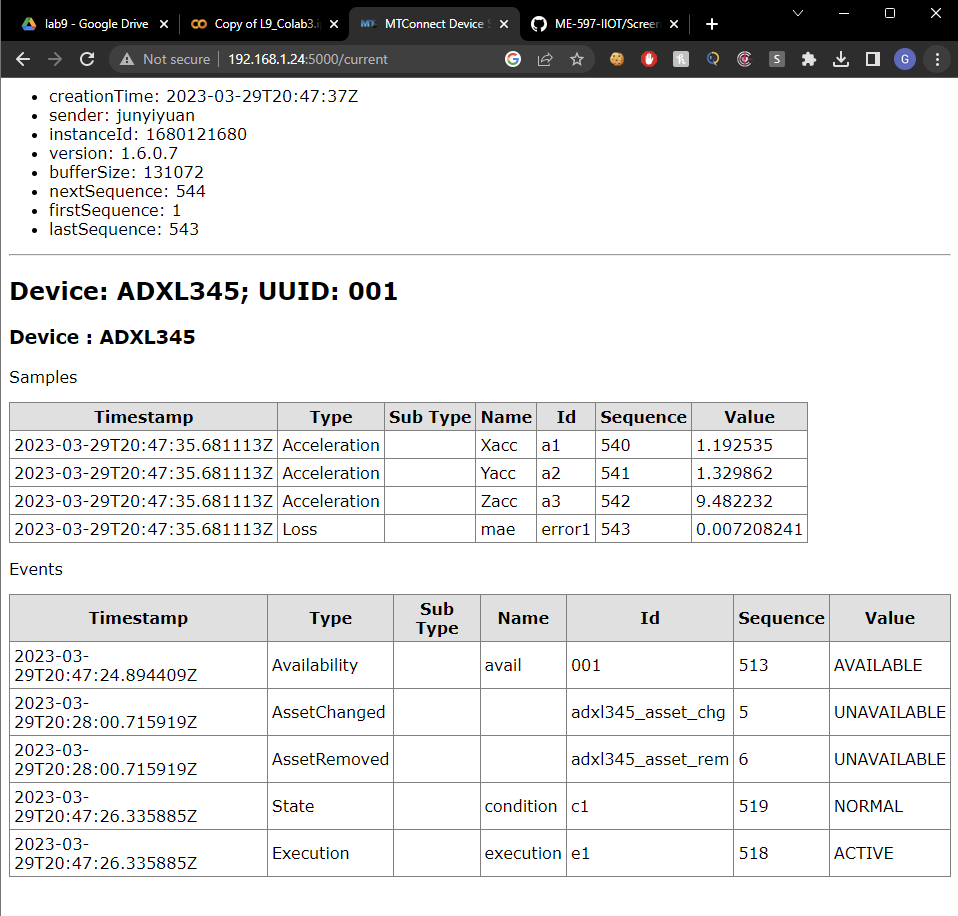 lab9 - Google Drive
Copy of L9_Colab3.i
MTConnect Device S
ME-597-IIOT/Screen
Not secure
192.168.1.24:5000/current
S
G
creationTime: 2023-03-29T20:47:37Z
sender: junyiyuan
instanceId: 1680121680
version: 1.6.0.7
bufferSize: 131072
nextSequence: 544
firstSequence: 1
lastSequence: 543
Device: ADXL345; UUID: 001
Device : ADXL345
Samples
Timestamp Type Sub Type Name Id Sequence Value
2023-03-29T20:47:35.681113Z Acceleration Xacc a1 540 1.192535
2023-03-29T20:47:35.681113Z Acceleration Yacc a2 541 1.329862
2023-03-29T20:47:35.681113Z Acceleration Zacc a3 542 9.482232
2023-03-29T20:47:35.681113Z Loss mae error1 543 0.007208241
Events
Timestamp Type Sub Type Name Id Sequence Value
2023-03-
29T20:47:24.894409Z Availability avail 001 513 AVAILABLE
2023-03-
29T20:28:00.715919Z AssetChanged adxl345_asset_chg 5 UNAVAILABLE
2023-03-
29T20:28:00.715919Z AssetRemoved adxl345_asset_rem 6 UNAVAILABLE
2023-03-
29T20:47:26.335885Z State condition c1 519 NORMAL
2023-03-
29T20:47:26.335885Z Execution execution e1 518 ACTIVE